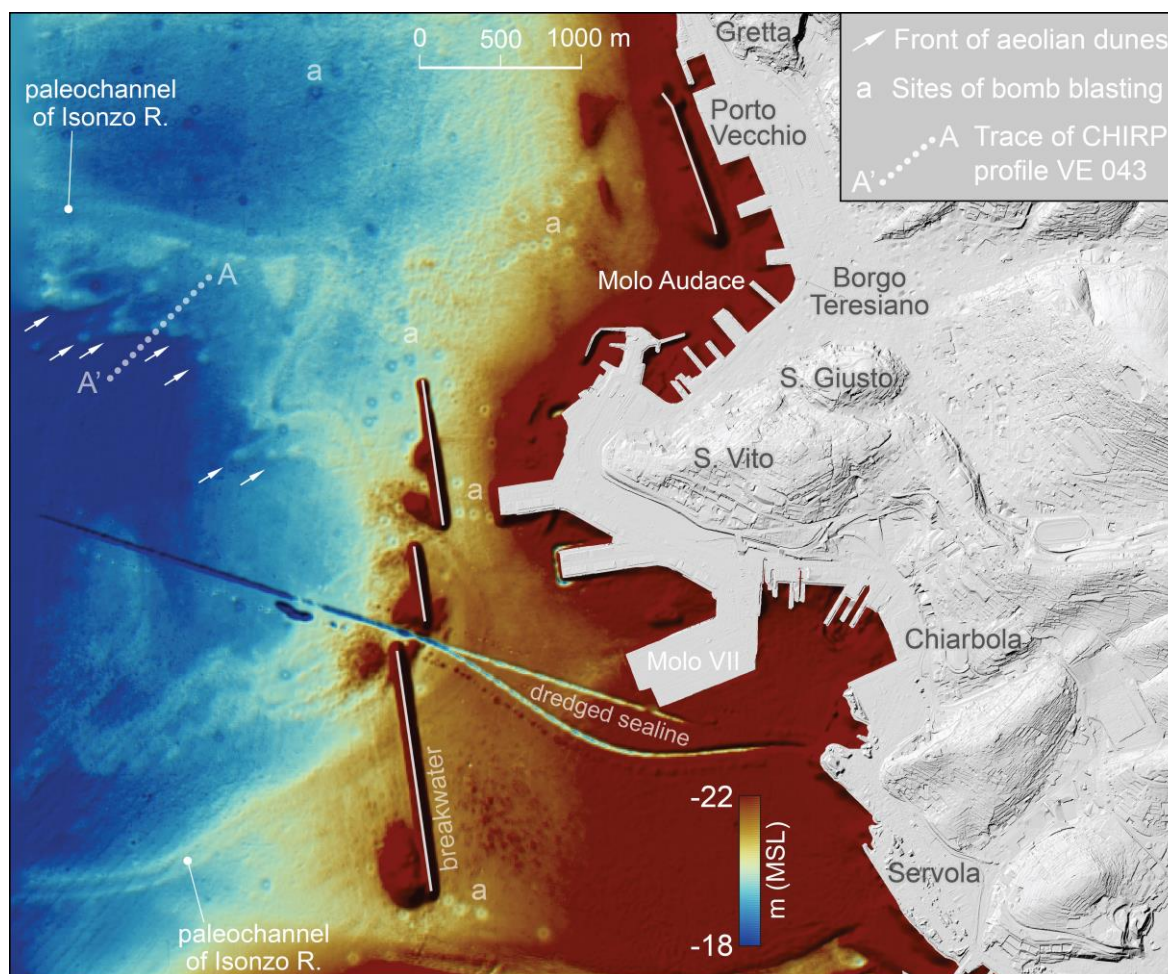 Gretta
0 500 1000 m
Front of aeolian dunes
a Sites of bomb blasting
A Trace of CHIRP
A' profile VE 043
a
paleochannel
of Isonzo R.
Porto
Vecchio
a
a
A
Molo Audace
Borgo
Teresiano
a
A'
S. Giusto
S. Vito
a
Chiarbola
Molo VII
dredged sealine
breakwater
-22
m (MSL)
-18
Servola
a
paleochannel
of Isonzo R.